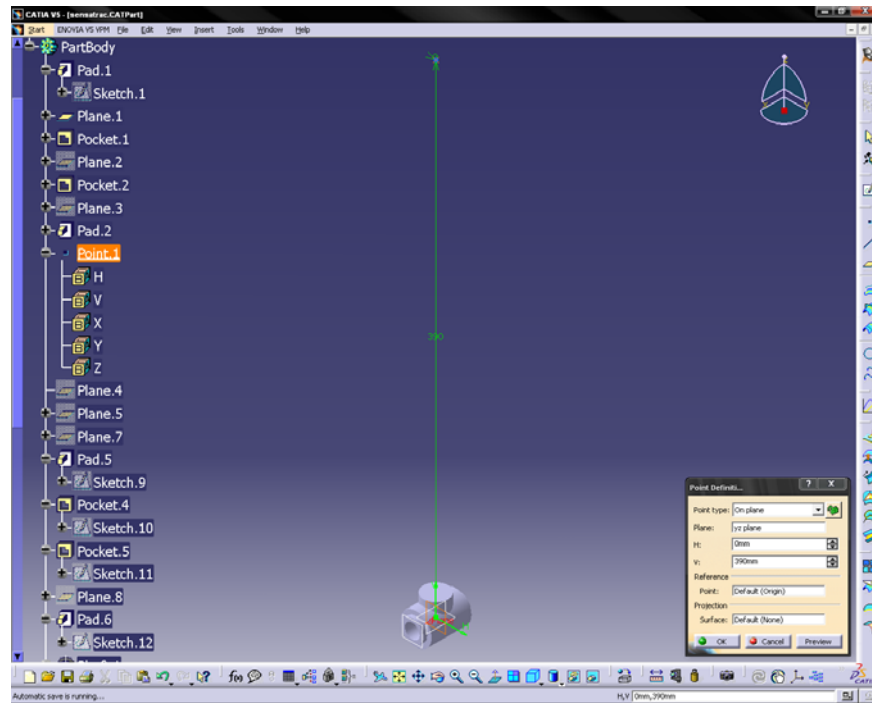 CATIA V5 - [sensatrac.CATPart]
Start ENOVIA V5 VPM File Edit View Insert Tools Window Help
PartBody
Pad.1
Sketch.1
Plane.1
Pocket.1
Plane.2
Pocket.2
Plane.3
Pad.2
Point.1
H
V
X
Y
Z
Plane.4
Plane.5
Plane.7
Pad.5
Sketch.9
Pocket.4
Sketch.10
Pocket.5
Sketch.11
Plane.8
Pad.6
Sketch.12
390
Point Definiti... ? X
Point type: On plane
Plane: yz plane
H: 0mm
V: 390mm
Reference
Point: Default (Origin)
Projection
Surface: Default (None)
OK Cancel Preview
f(x)
Automatic save is running...
H,V 0mm,390mm